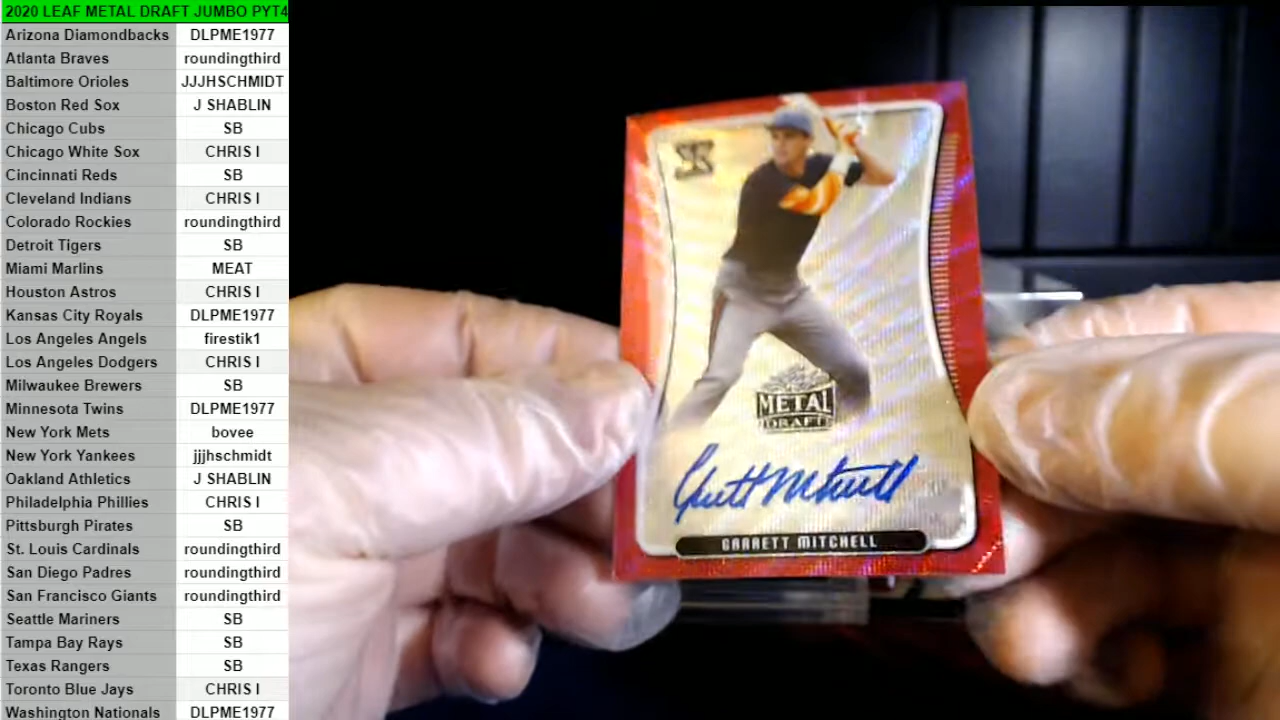 2020 LEAF METAL DRAFT JUMBO PYT4
Arizona Diamondbacks DLPME1977
Atlanta Braves roundingthird
Baltimore Orioles JJJHSCHMIDT
Boston Red Sox J SHABLIN
Chicago Cubs SB
Chicago White Sox CHRIS I
Cincinnati Reds SB
Cleveland Indians CHRIS I
Colorado Rockies roundingthird
Detroit Tigers SB
Miami Marlins MEAT
Houston Astros CHRIS I
Kansas City Royals DLPME1977
Los Angeles Angels firestik1
Los Angeles Dodgers CHRIS I
Milwaukee Brewers SB
Minnesota Twins DLPME1977
New York Mets bovee
New York Yankees jjjhschmidt
Oakland Athletics J SHABLIN
Philadelphia Phillies CHRIS I
Pittsburgh Pirates SB
St. Louis Cardinals roundingthird
San Diego Padres roundingthird
San Francisco Giants roundingthird
Seattle Mariners SB
Tampa Bay Rays SB
Texas Rangers SB
Toronto Blue Jays CHRIS I
Washington Nationals DLPME1977
METAL
DRAFT
Garrett Mitchell
GARRETT MITCHELL